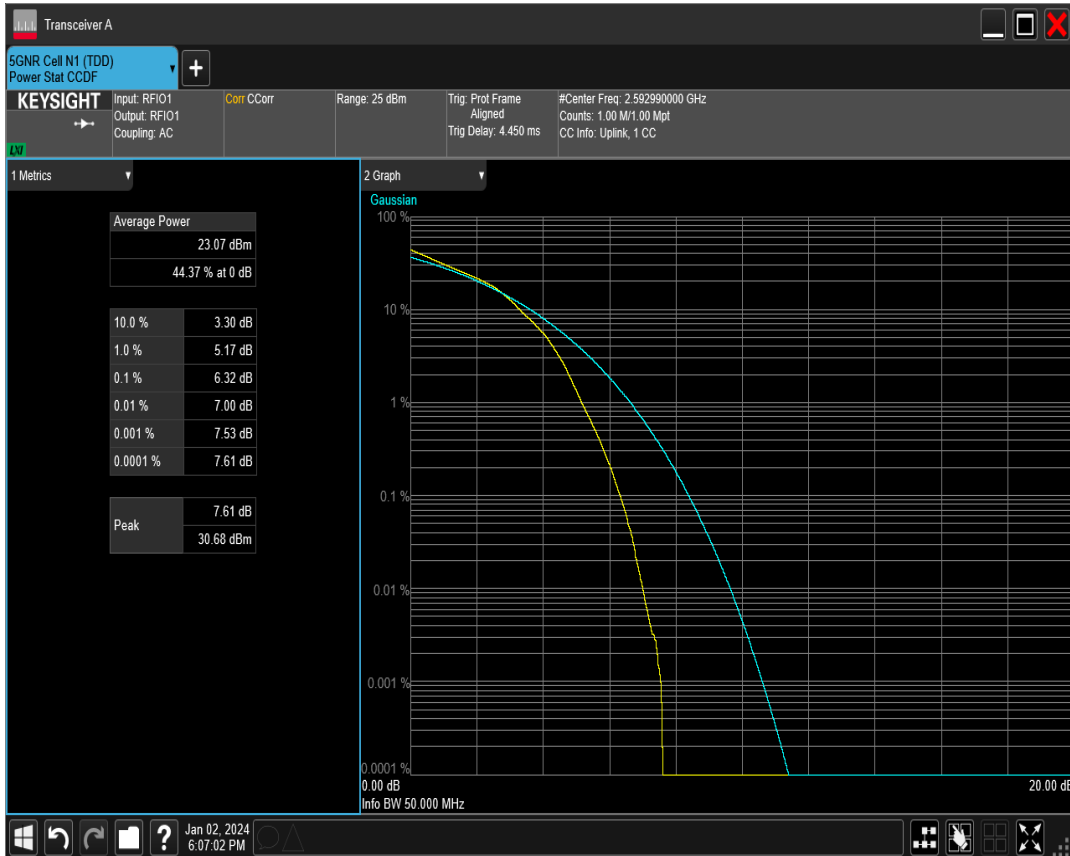 Transceiver A
5GNR Cell N1 (TDD)
Power Stat CCDF
+
KEYSIGHT
LXI
Input: RFIO1
Output: RFIO1
Coupling: AC
Corr CCorr
Range: 25 dBm
Trig: Prot Frame
Aligned
Trig Delay: 4.450 ms
#Center Freq: 2.592990000 GHz
Counts: 1.00 M/1.00 Mpt
CC Info: Uplink, 1 CC
1 Metrics
Average Power
23.07 dBm
44.37 % at 0 dB
10.0 % 3.30 dB
1.0 % 5.17 dB
0.1 % 6.32 dB
0.01 % 7.00 dB
0.001 % 7.53 dB
0.0001 % 7.61 dB
Peak 7.61 dB
30.68 dBm
2 Graph
Gaussian
100 %
10 %
1 %
0.1 %
0.01 %
0.001 %
0.0001 %
0.00 dB 20.00 dB
Info BW 50.000 MHz
?
Jan 02, 2024
6:07:02 PM